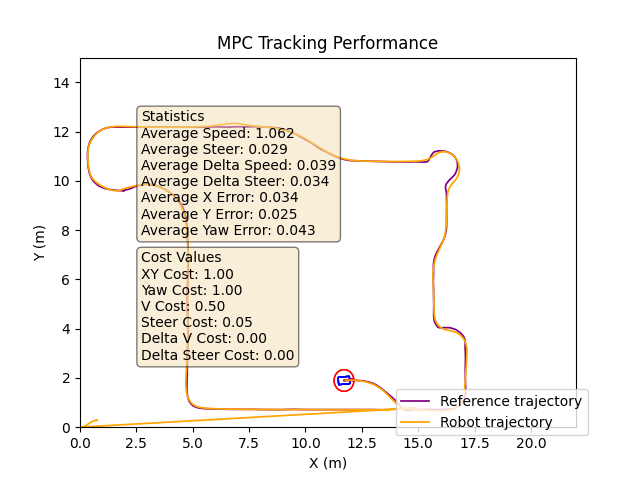 MPC Tracking Performance
14
12
10
8
6
4
2
0
Y (m)
Statistics
Average Speed: 1.062
Average Steer: 0.029
Average Delta Speed: 0.039
Average Delta Steer: 0.034
Average X Error: 0.034
Average Y Error: 0.025
Average Yaw Error: 0.043
Cost Values
XY Cost: 1.00
Yaw Cost: 1.00
V Cost: 0.50
Steer Cost: 0.05
Delta V Cost: 0.00
Delta Steer Cost: 0.00
Reference trajectory
Robot trajectory
0.0 2.5 5.0 7.5 10.0 12.5 15.0 17.5 20.0
X (m)